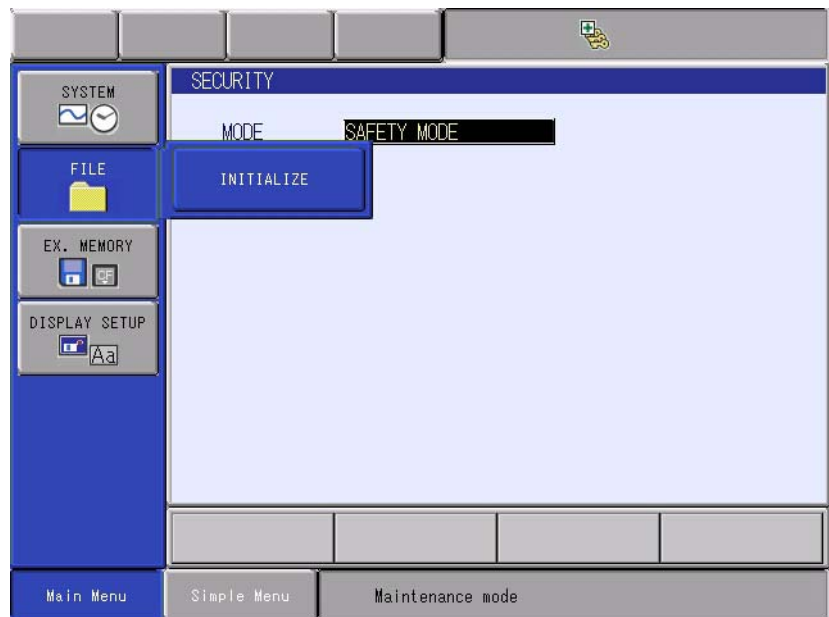 SYSTEM
SECURITY
MODE SAFETY MODE
FILE
INITIALIZE
EX. MEMORY
CF
DISPLAY SETUP
Aa
Main Menu
Simple Menu
Maintenance mode